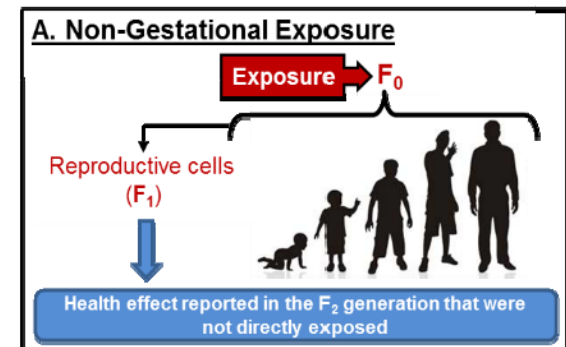 A. Non-Gestational Exposure
Exposure
F₀
Reproductive cells
(F₁)
Health effect reported in the F₂ generation that were
not directly exposed